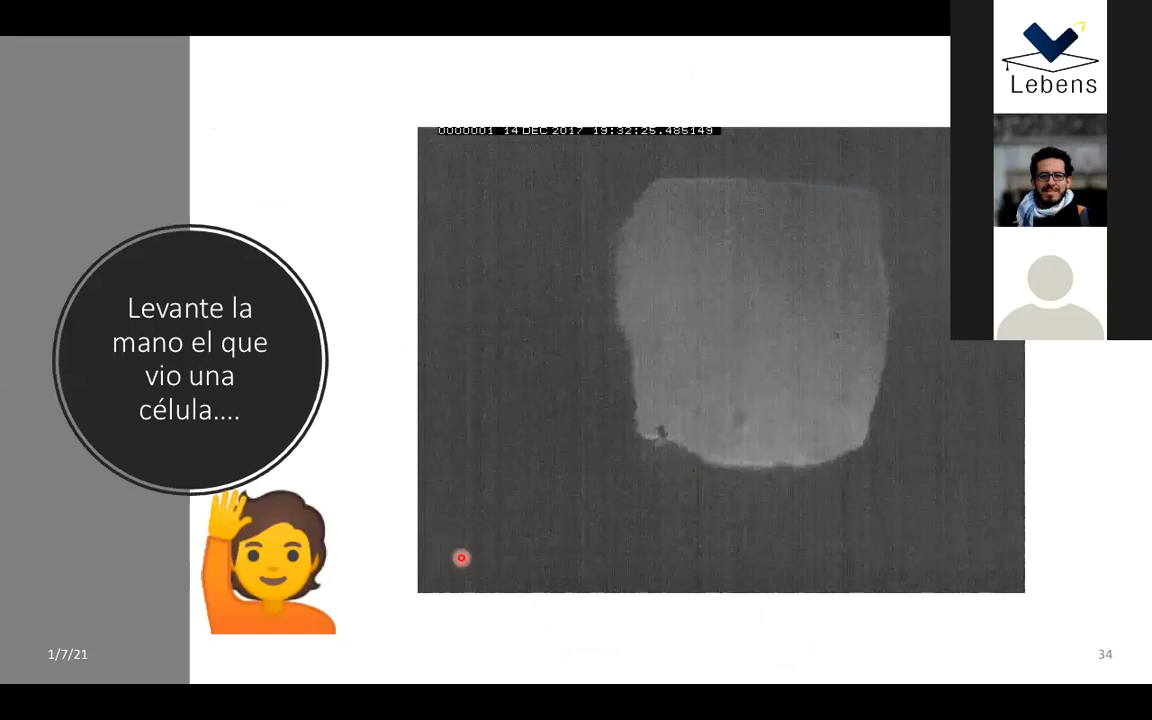 0000001 14 DEC 2017 19:32:25.485149
Lebens
Levante la
mano el que
vio una
célula....
1/7/21
34